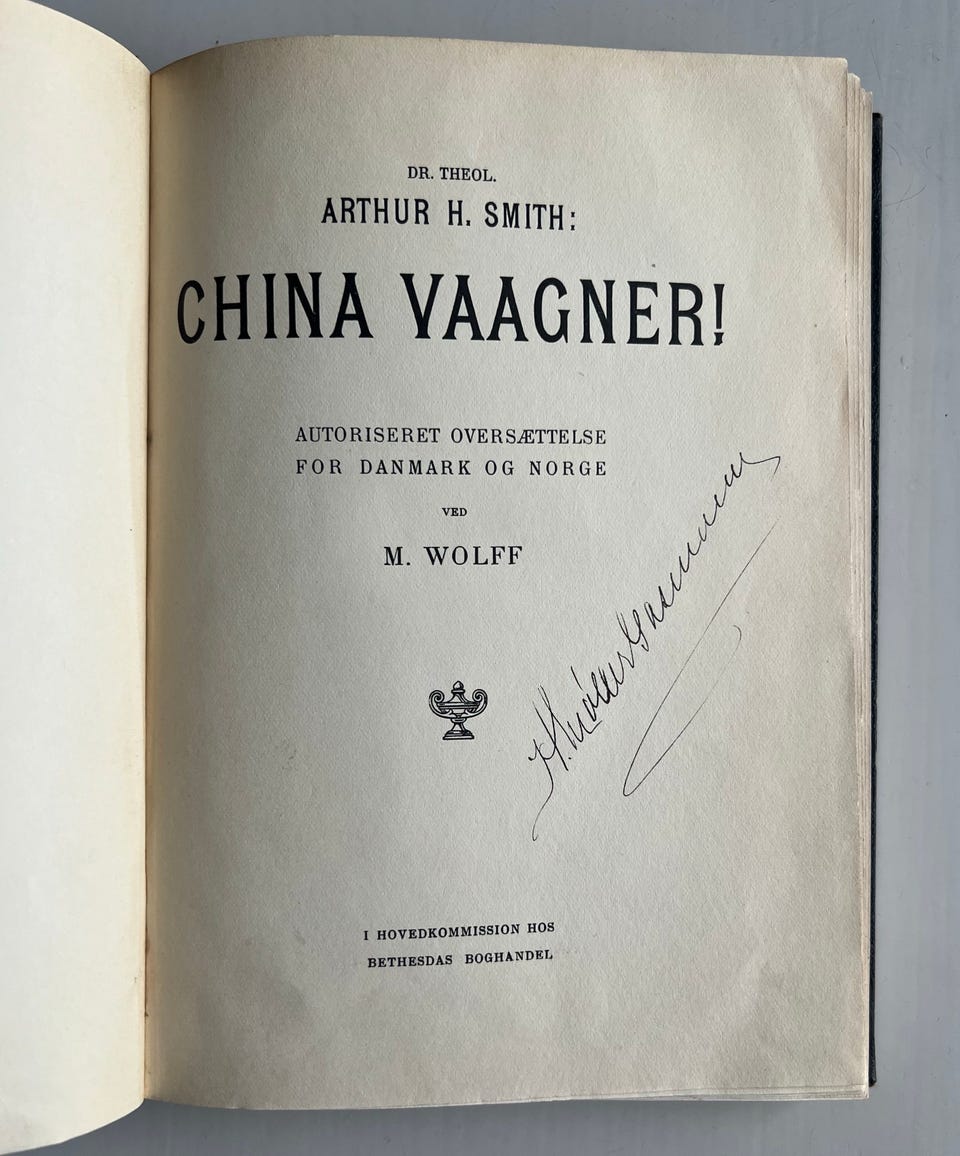 DR. THEOL.
ARTHUR H. SMITH:
CHINA VAAGNER!
AUTORISERET OVERSÆTTELSE
FOR DANMARK OG NORGE
VED
M. WOLFF
I HOVEDKOMMISSION HOS
BETHESDAS BOGHANDEL